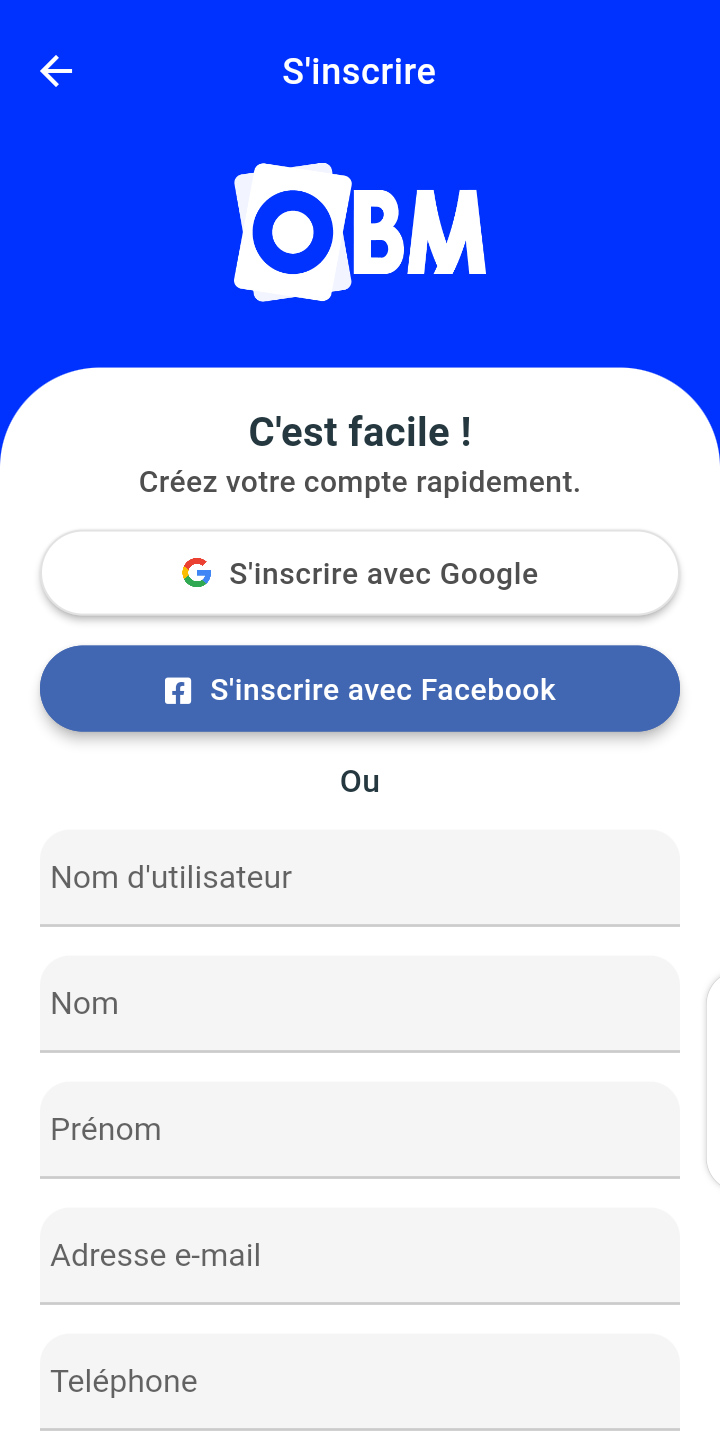 S'inscrire
OBM
C'est facile !
Créez votre compte rapidement.
S'inscrire avec Google
S'inscrire avec Facebook
Ou
Nom d'utilisateur
Nom
Prénom
Adresse e-mail
Teléphone